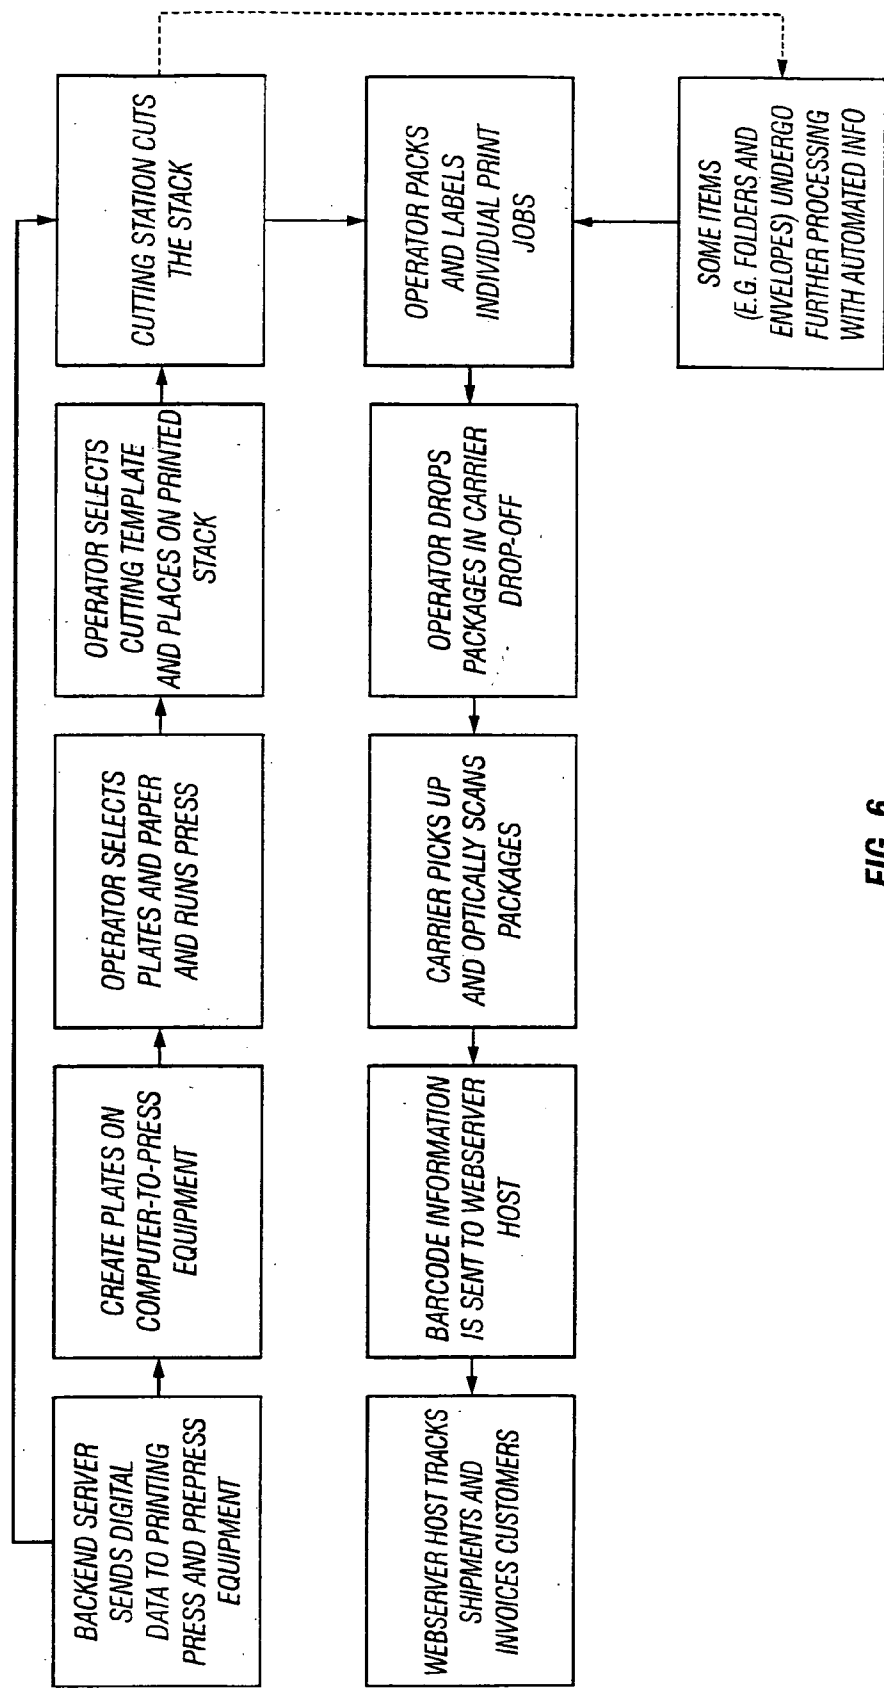 BACKEND SERVER
SENDS DIGITAL
DATA TO PRINTING
PRESS AND PREPRESS
EQUIPMENT
CREATE PLATES ON
COMPUTER-TO-PRESS
EQUIPMENT
OPERATOR SELECTS
PLATES AND PAPER
AND RUNS PRESS
OPERATOR SELECTS
CUTTING TEMPLATE
AND PLACES ON PRINTED
STACK
CUTTING STATION CUTS
THE STACK
OPERATOR PACKS
AND LABELS
INDIVIDUAL PRINT
JOBS
OPERATOR DROPS
PACKAGES IN CARRIER
DROP-OFF
CARRIER PICKS UP
AND OPTICALLY SCANS
PACKAGES
BARCODE INFORMATION
IS SENT TO WEBSERVER
HOST
WEBSERVER HOST TRACKS
SHIPMENTS AND
INVOICES CUSTOMERS
SOME ITEMS
(E.G. FOLDERS AND
ENVELOPES) UNDERGO
FURTHER PROCESSING
WITH AUTOMATED INFO
FIG. 6